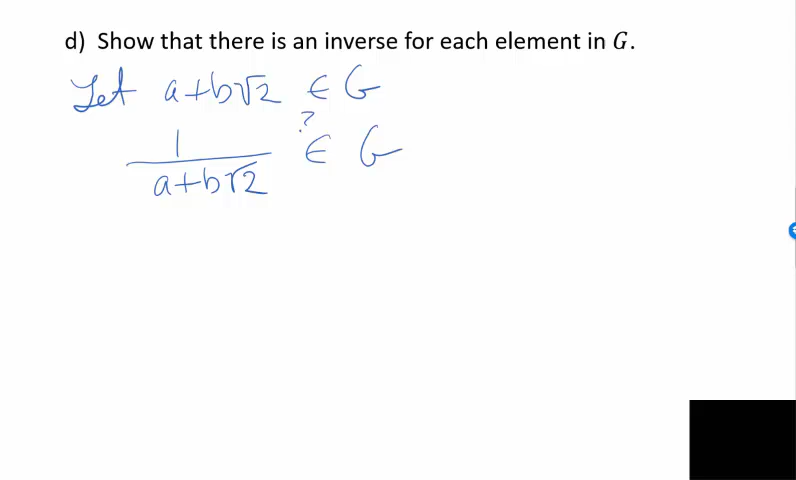 d) Show that there is an inverse for each element in G.
Let a+b√2 ∈ G
?
1/(a+b√2) ∈ G